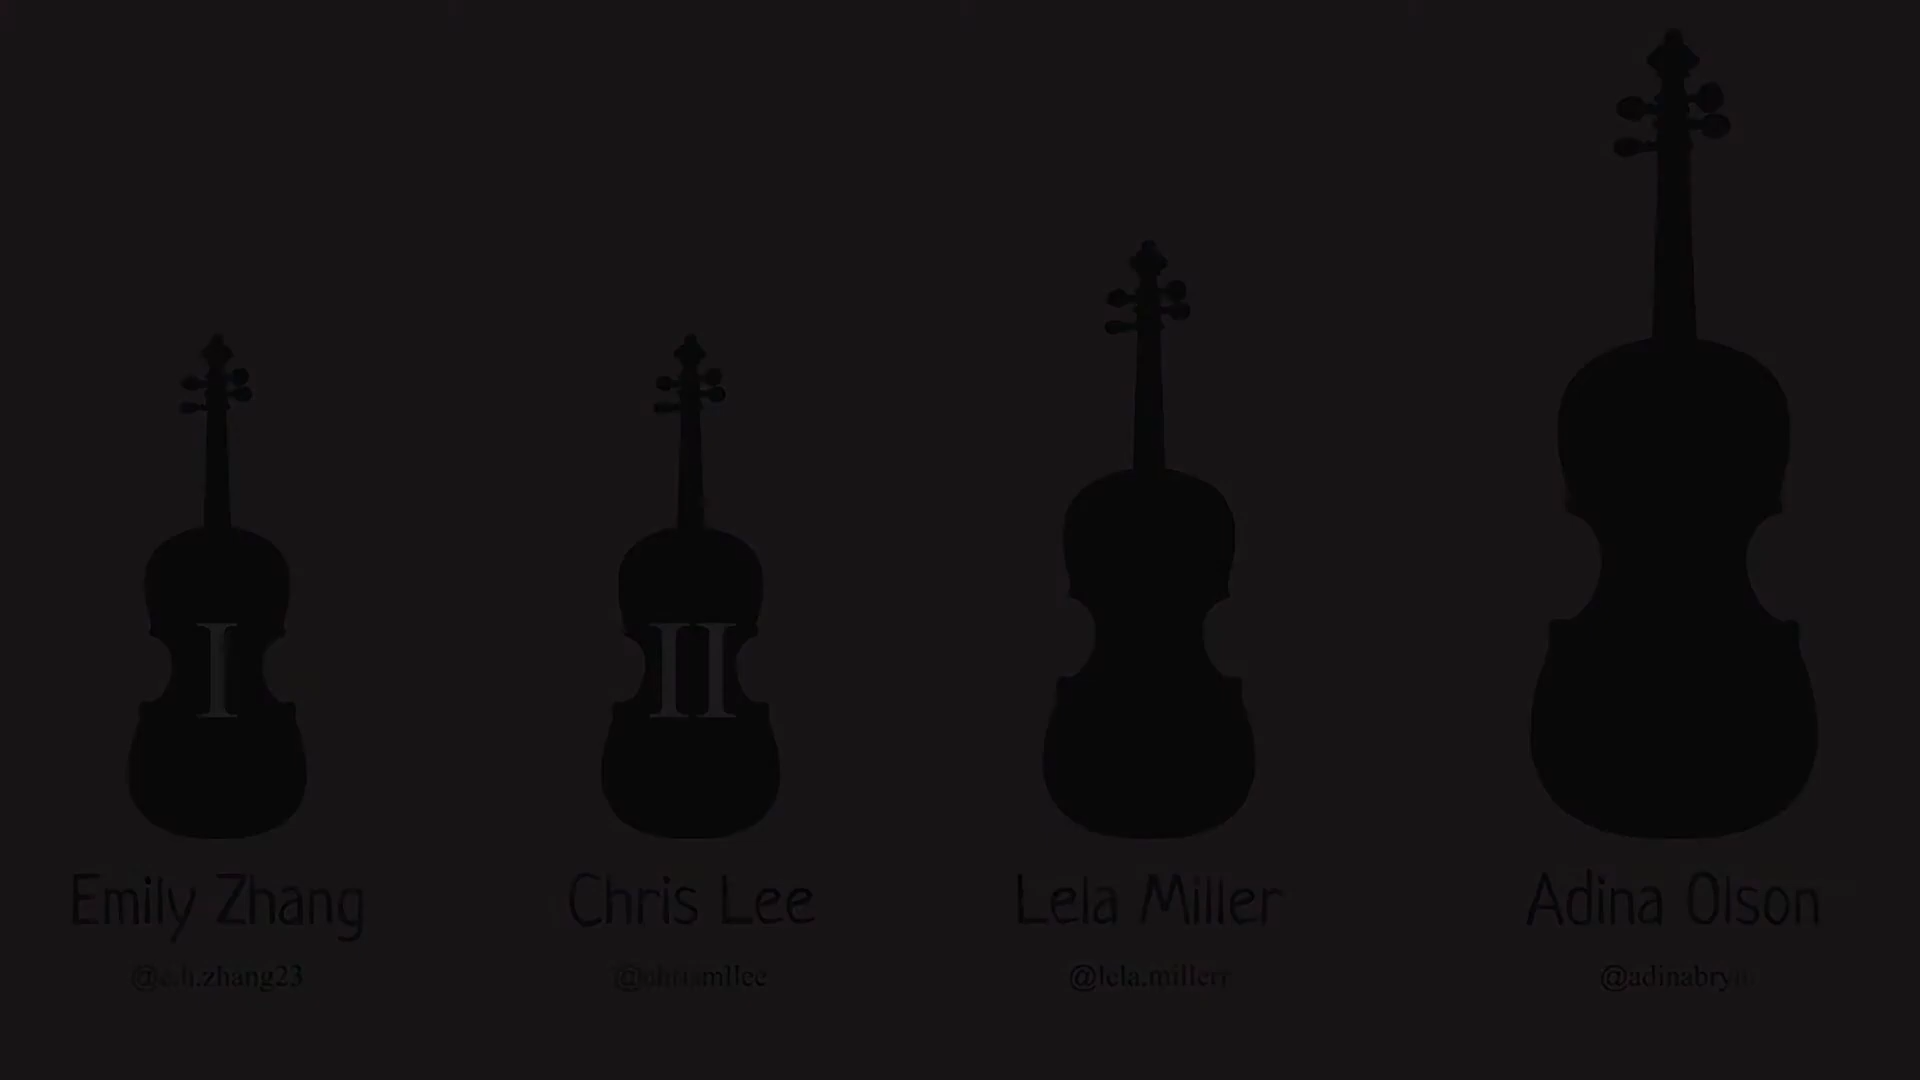 I
II
Emily Zhang
Chris Lee
Lela Miller
Adina Olson
@lela.millerr